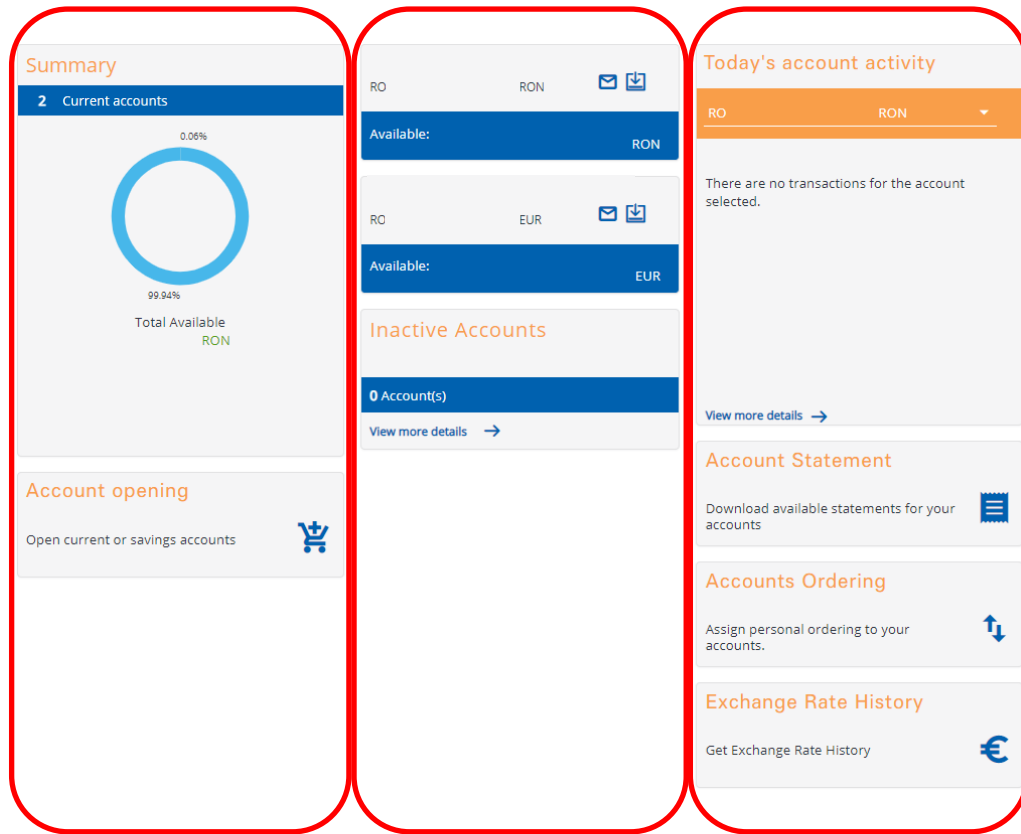 Summary
2 Current accounts
0.06%
99.94%
Total Available
RON
Account opening
Open current or savings accounts
RO RON
Available:
RON
RO EUR
Available:
EUR
Inactive Accounts
0 Account(s)
View more details
Today's account activity
RO RON
There are no transactions for the account
selected.
View more details
Account Statement
Download available statements for your
accounts
Accounts Ordering
Assign personal ordering to your
accounts.
Exchange Rate History
Get Exchange Rate History
€